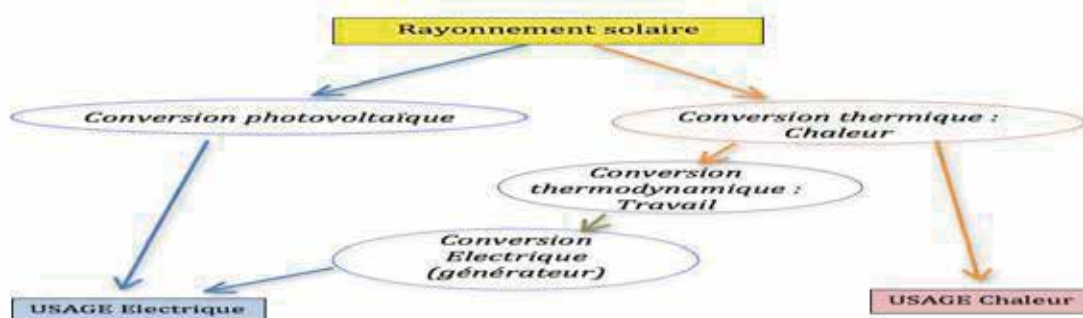 Rayonnement solaire
Conversion photovoltaïque
Conversion thermique :
Chaleur
Conversion
thermodynamique :
Travail
Conversion
Electrique
(générateur)
USAGE Electrique
USAGE Chaleur